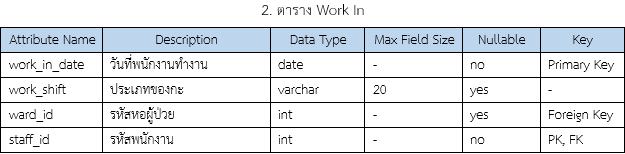 2. ตาราง Work In
Attribute Name Description Data Type Max Field Size Nullable Key
work_in_date วันที่พนักงานทำงาน date - no Primary Key
work_shift ประเภทของกะ varchar 20 yes -
ward_id รหัสหอผู้ป่วย int - yes Foreign Key
staff_id รหัสพนักงาน int - no PK, FK